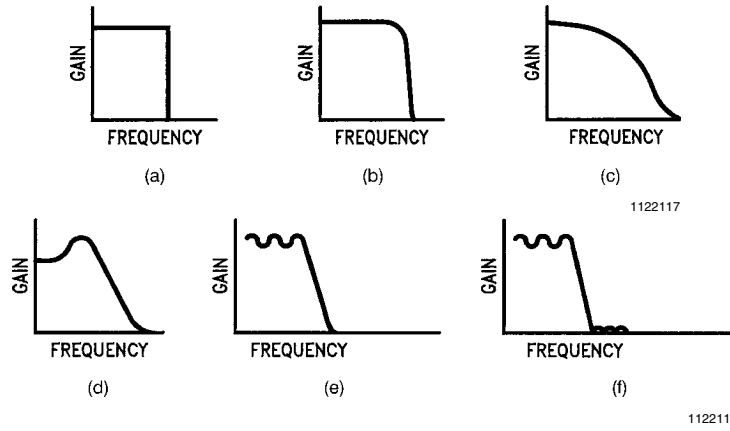 GAIN
FREQUENCY
(a)
GAIN
FREQUENCY
(b)
GAIN
FREQUENCY
(c)
1122117
GAIN
FREQUENCY
(d)
GAIN
FREQUENCY
(e)
GAIN
FREQUENCY
(f)
112211